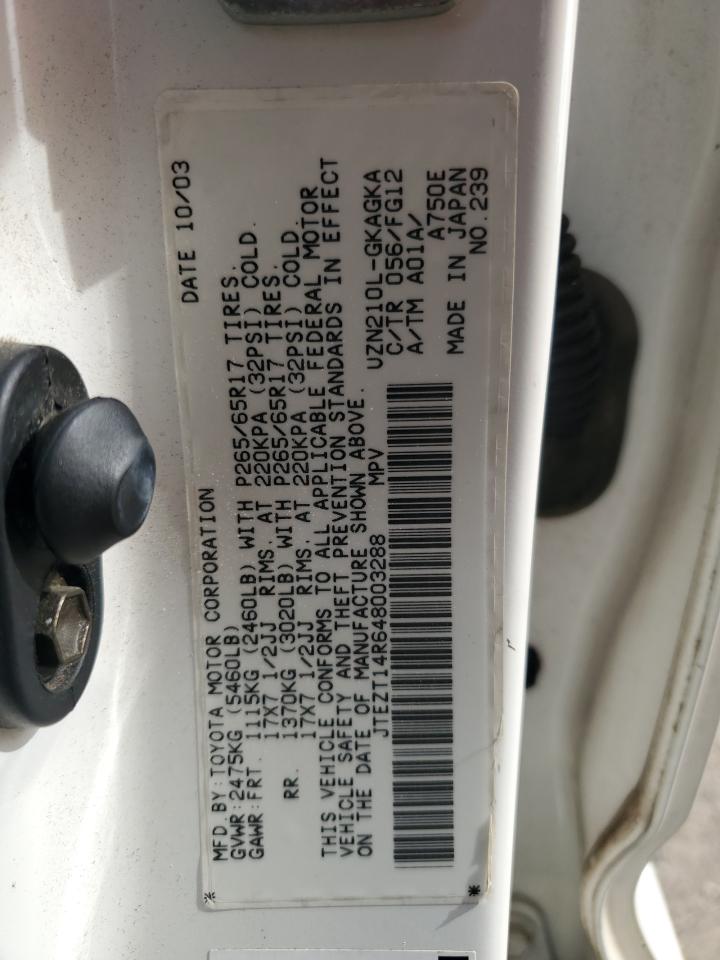 DATE 10/03
MFD. BY: TOYOTA MOTOR CORPORATION
GVWR: 2475KG (5460LB)
GAWR: FRT. 1115KG (2460LB) WITH P265/65R17 TIRES.
17X7 1/2JJ RIMS. AT 220KPA (32PSI) COLD.
RR. 1370KG (3020LB) WITH P265/65R17 TIRES.
17X7 1/2JJ RIMS. AT 220KPA (32PSI) COLD.
THIS VEHICLE CONFORMS TO ALL APPLICABLE FEDERAL MOTOR
VEHICLE SAFETY AND THEFT PREVENTION STANDARDS IN EFFECT
ON THE DATE OF MANUFACTURE SHOWN ABOVE.
JTEZT14R648003288 MPV
UZN210L-GKAGKA
C/TR 056/FG12
A/TM A01A/
A750E
MADE IN JAPAN
NO.239